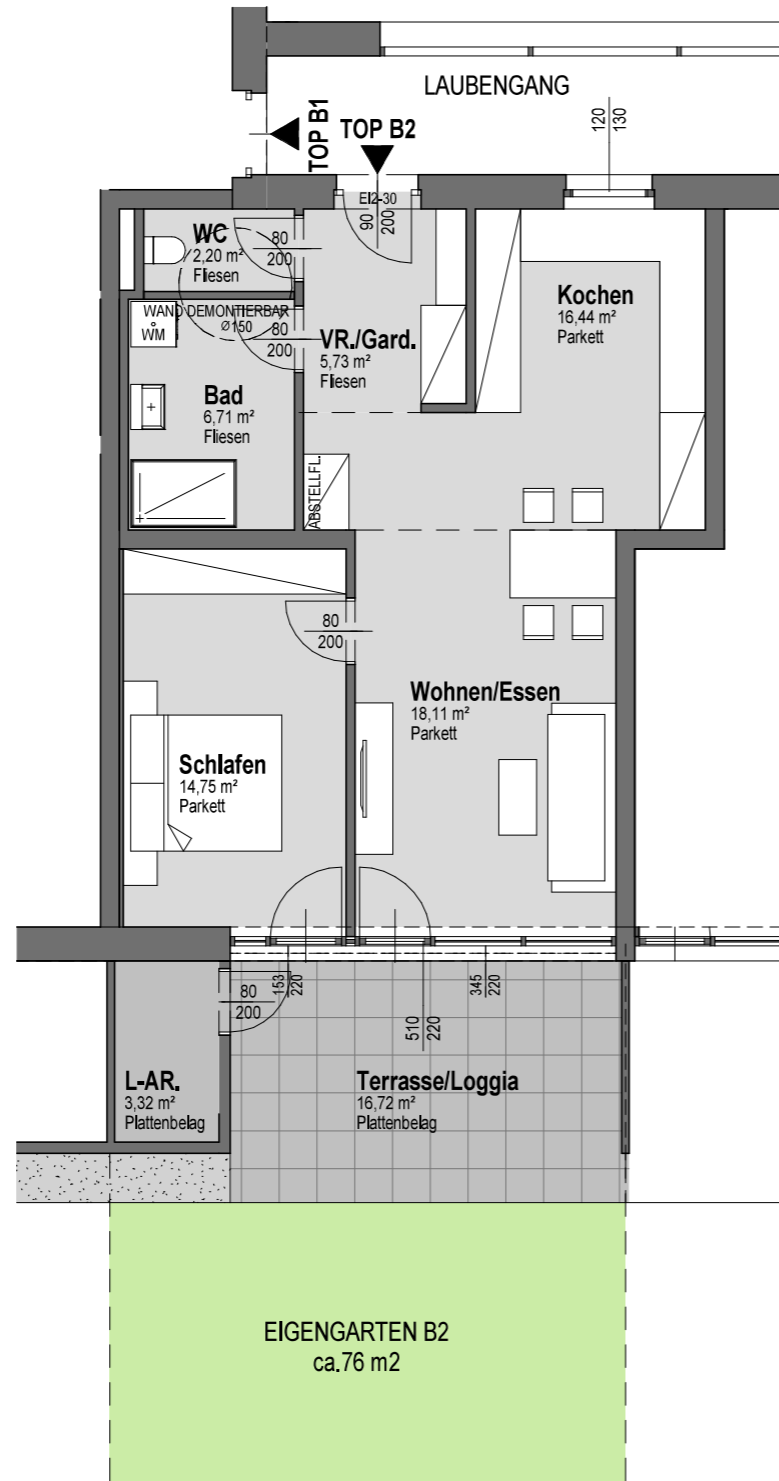 LAUBENGANG
TOP B1
TOP B2
120
130
EI2-30
90
200
WC
2,20 m²
Fliesen
80
200
WAND DEMONTIERBAR
Ø150
WM
80
200
VR./Gard.
5,73 m²
Fliesen
Kochen
16,44 m²
Parkett
Bad
6,71 m²
Fliesen
ABSTELLFL.
80
200
Wohnen/Essen
18,11 m²
Parkett
Schlafen
14,75 m²
Parkett
153
220
510
220
345
220
80
200
L-AR.
3,32 m²
Plattenbelag
Terrasse/Loggia
16,72 m²
Plattenbelag
EIGENGARTEN B2
ca.76 m2